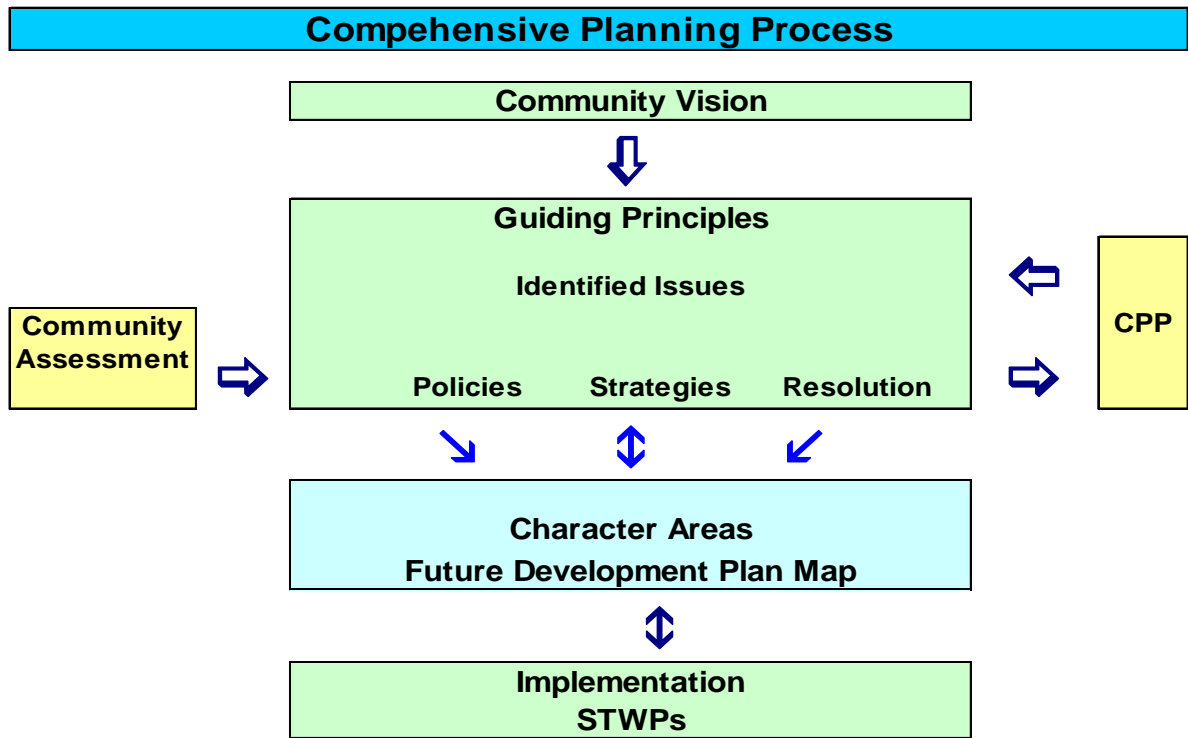 Compehensive Planning Process
Community Vision
Guiding Principles
Identified Issues
Community
Assessment
CPP
Policies Strategies Resolution
Character Areas
Future Development Plan Map
Implementation
STWPs